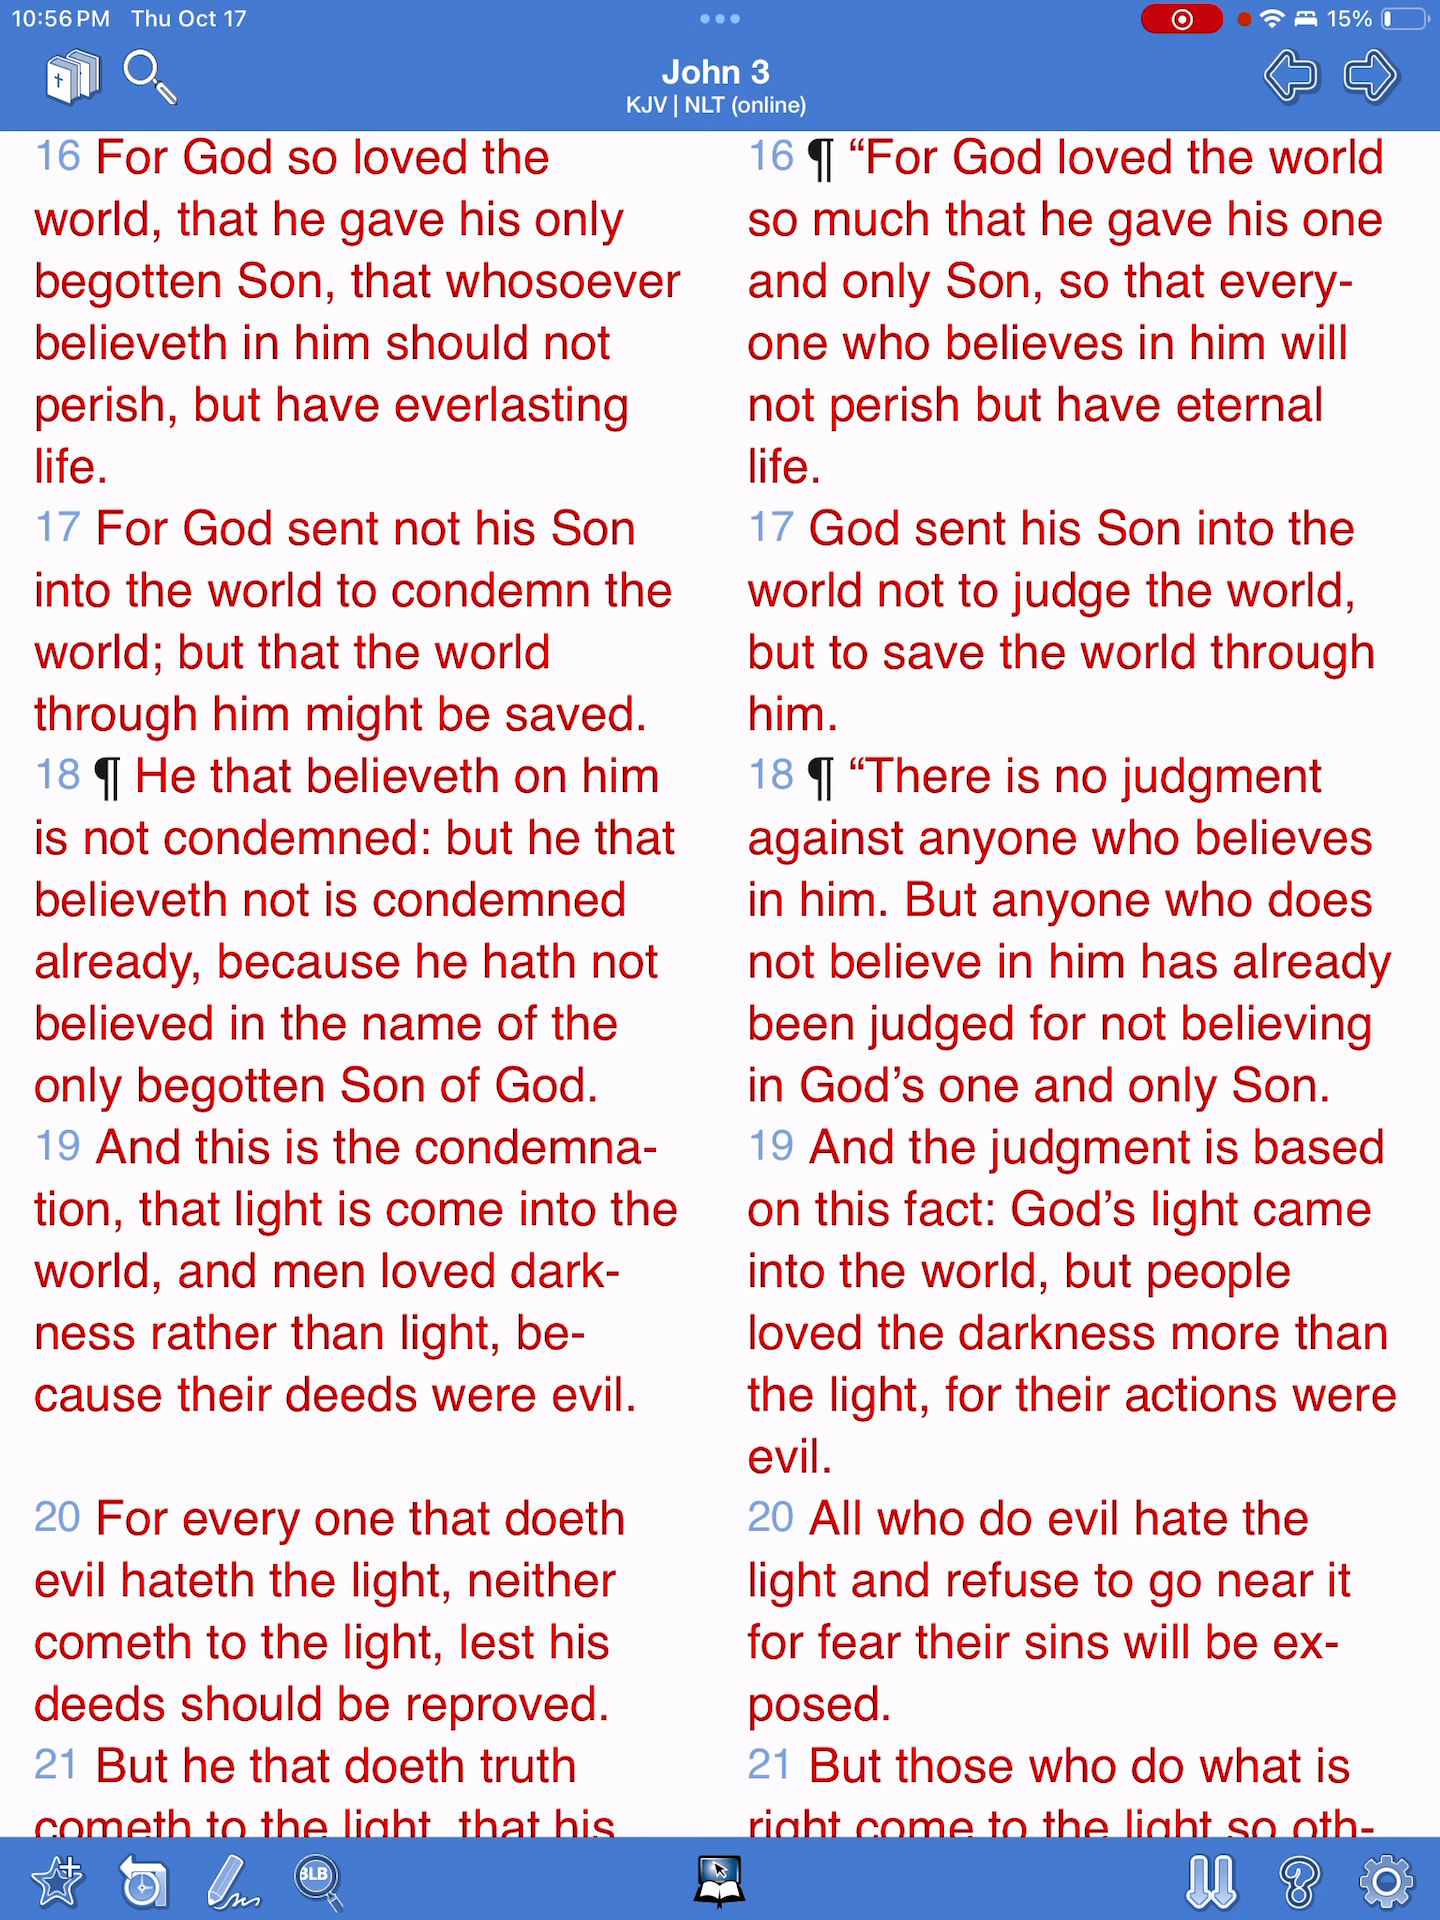 10:56 PM Thu Oct 17
15%
John 3
KJV | NLT (online)
16 For God so loved the
world, that he gave his only
begotten Son, that whosoever
believeth in him should not
perish, but have everlasting
life.
17 For God sent not his Son
into the world to condemn the
world; but that the world
through him might be saved.
18 ¶ He that believeth on him
is not condemned: but he that
believeth not is condemned
already, because he hath not
believed in the name of the
only begotten Son of God.
19 And this is the condemna-
tion, that light is come into the
world, and men loved dark-
ness rather than light, be-
cause their deeds were evil.
20 For every one that doeth
evil hateth the light, neither
cometh to the light, lest his
deeds should be reproved.
21 But he that doeth truth
cometh to the light, that his
16 ¶ “For God loved the world
so much that he gave his one
and only Son, so that every-
one who believes in him will
not perish but have eternal
life.
17 God sent his Son into the
world not to judge the world,
but to save the world through
him.
18 ¶ “There is no judgment
against anyone who believes
in him. But anyone who does
not believe in him has already
been judged for not believing
in God’s one and only Son.
19 And the judgment is based
on this fact: God’s light came
into the world, but people
loved the darkness more than
the light, for their actions were
evil.
20 All who do evil hate the
light and refuse to go near it
for fear their sins will be ex-
posed.
21 But those who do what is
right come to the light so oth-
BLB